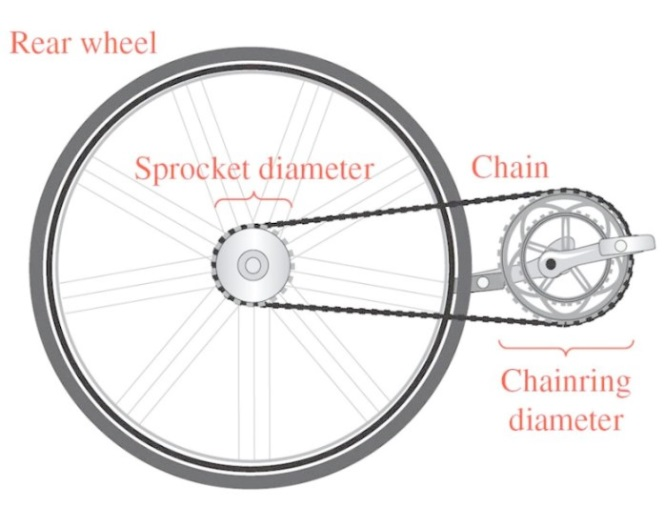 Rear wheel
Sprocket diameter
Chain
Chainring
diameter